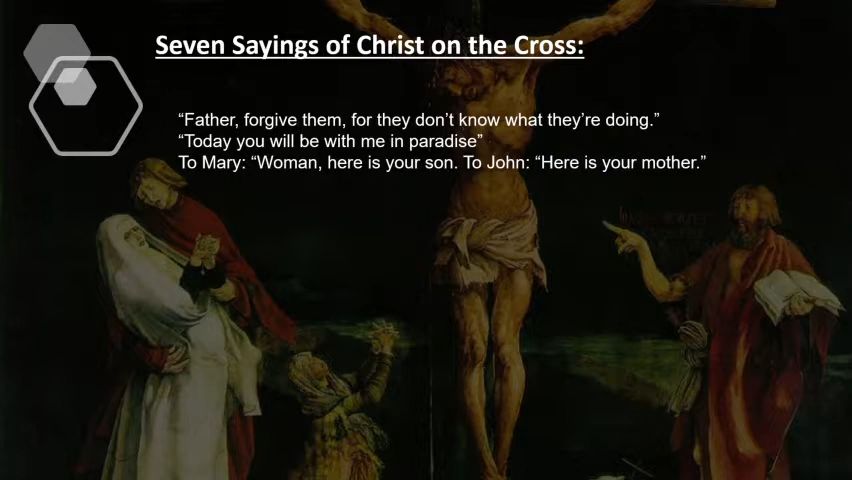 Seven Sayings of Christ on the Cross:
“Father, forgive them, for they don’t know what they’re doing.”
“Today you will be with me in paradise”
To Mary: “Woman, here is your son. To John: “Here is your mother.”